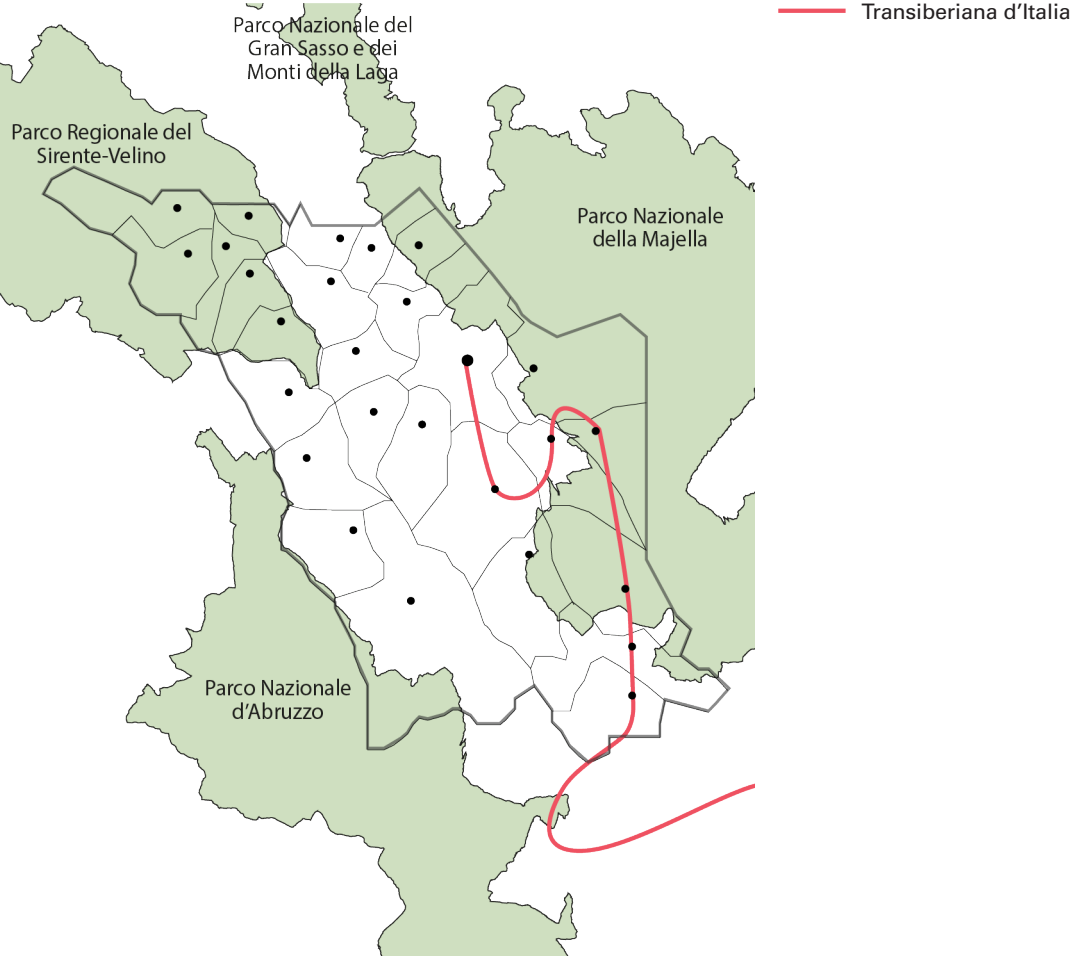 Transiberiana d'Italia
Parco Nazionale del
Gran Sasso e dei
Monti della Laga
Parco Regionale del
Sirente-Velino
Parco Nazionale
della Majella
Parco Nazionale
d'Abruzzo